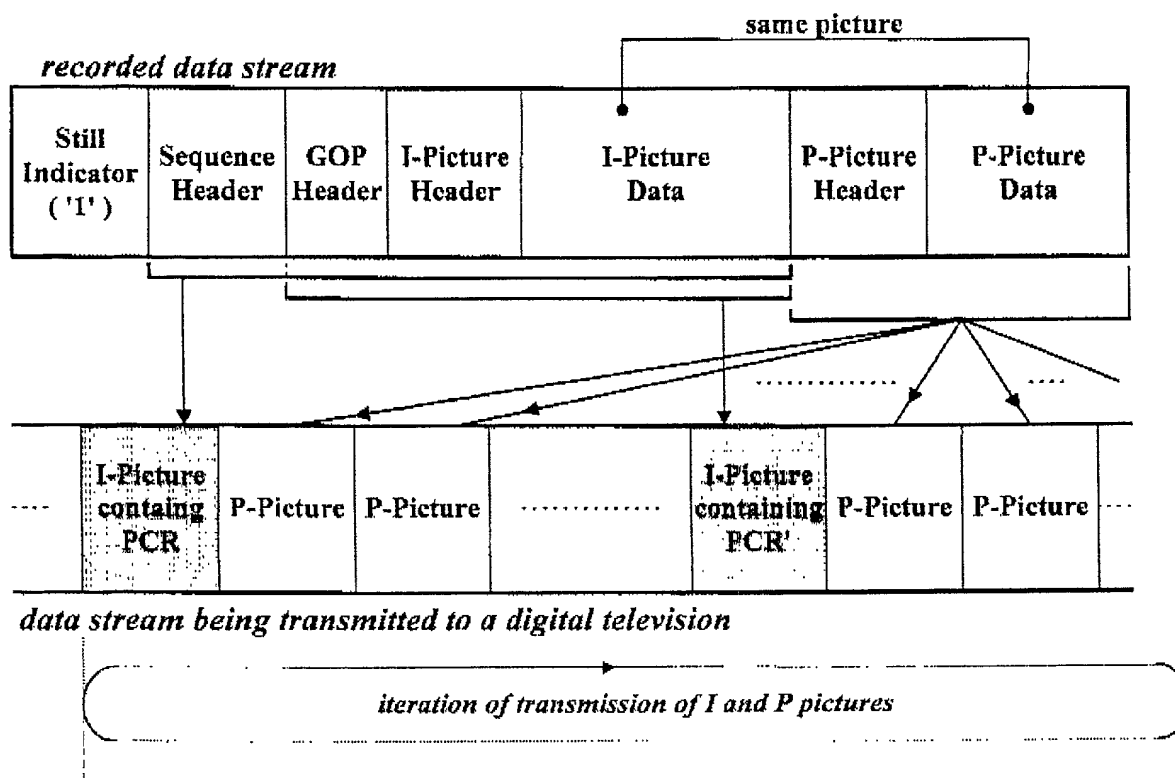 same picture
recorded data stream
Still
Indicator
( '1' )
Sequence
Header
GOP
Header
I-Picture
Header
I-Picture
Data
P-Picture
Header
P-Picture
Data
I-Picture
containg
PCR
P-Picture
P-Picture
I-Picture
containing
PCR'
P-Picture
P-Picture
data stream being transmitted to a digital television
iteration of transmission of I and P pictures